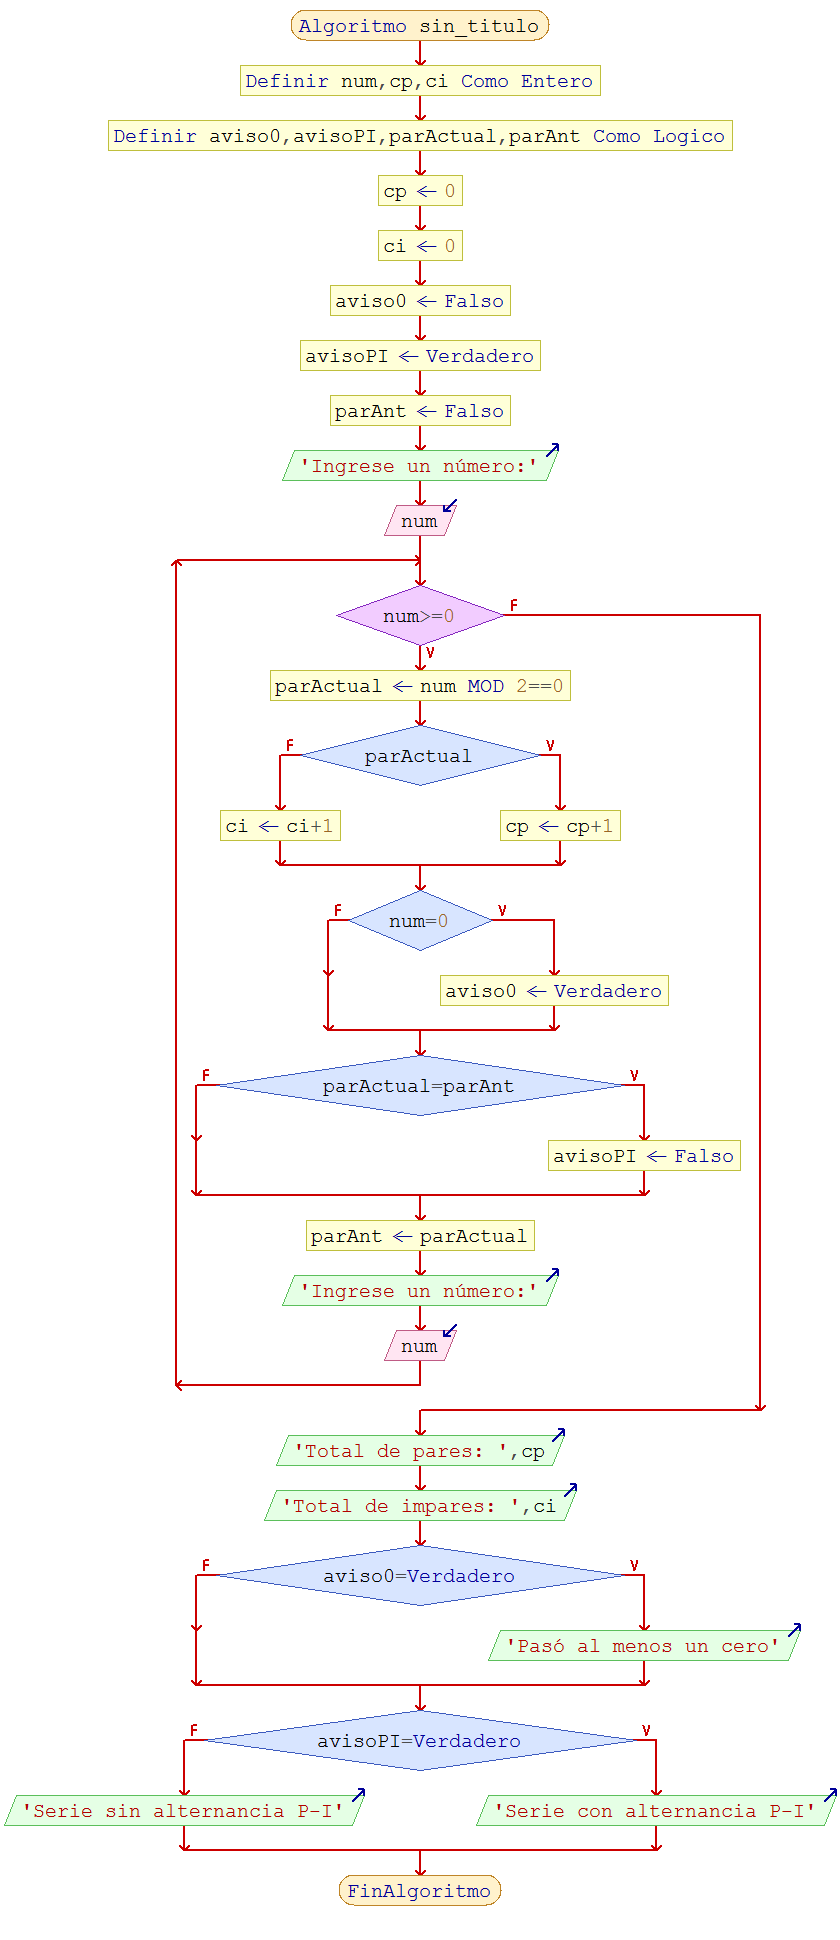 Algoritmo sin_titulo
Definir num,cp,ci Como Entero
Definir aviso0,avisoPI,parActual,parAnt Como Logico
cp ← 0
ci ← 0
aviso0 ← Falso
avisoPI ← Verdadero
parAnt ← Falso
'Ingrese un número:'
num
num>=0
F
V
parActual ← num MOD 2==0
F
V
parActual
ci ← ci+1
cp ← cp+1
F
V
num=0
aviso0 ← Verdadero
F
V
parActual=parAnt
avisoPI ← Falso
parAnt ← parActual
'Ingrese un número:'
num
'Total de pares: ',cp
'Total de impares: ',ci
F
V
aviso0=Verdadero
'Pasó al menos un cero'
F
V
avisoPI=Verdadero
'Serie sin alternancia P-I'
'Serie con alternancia P-I'
FinAlgoritmo